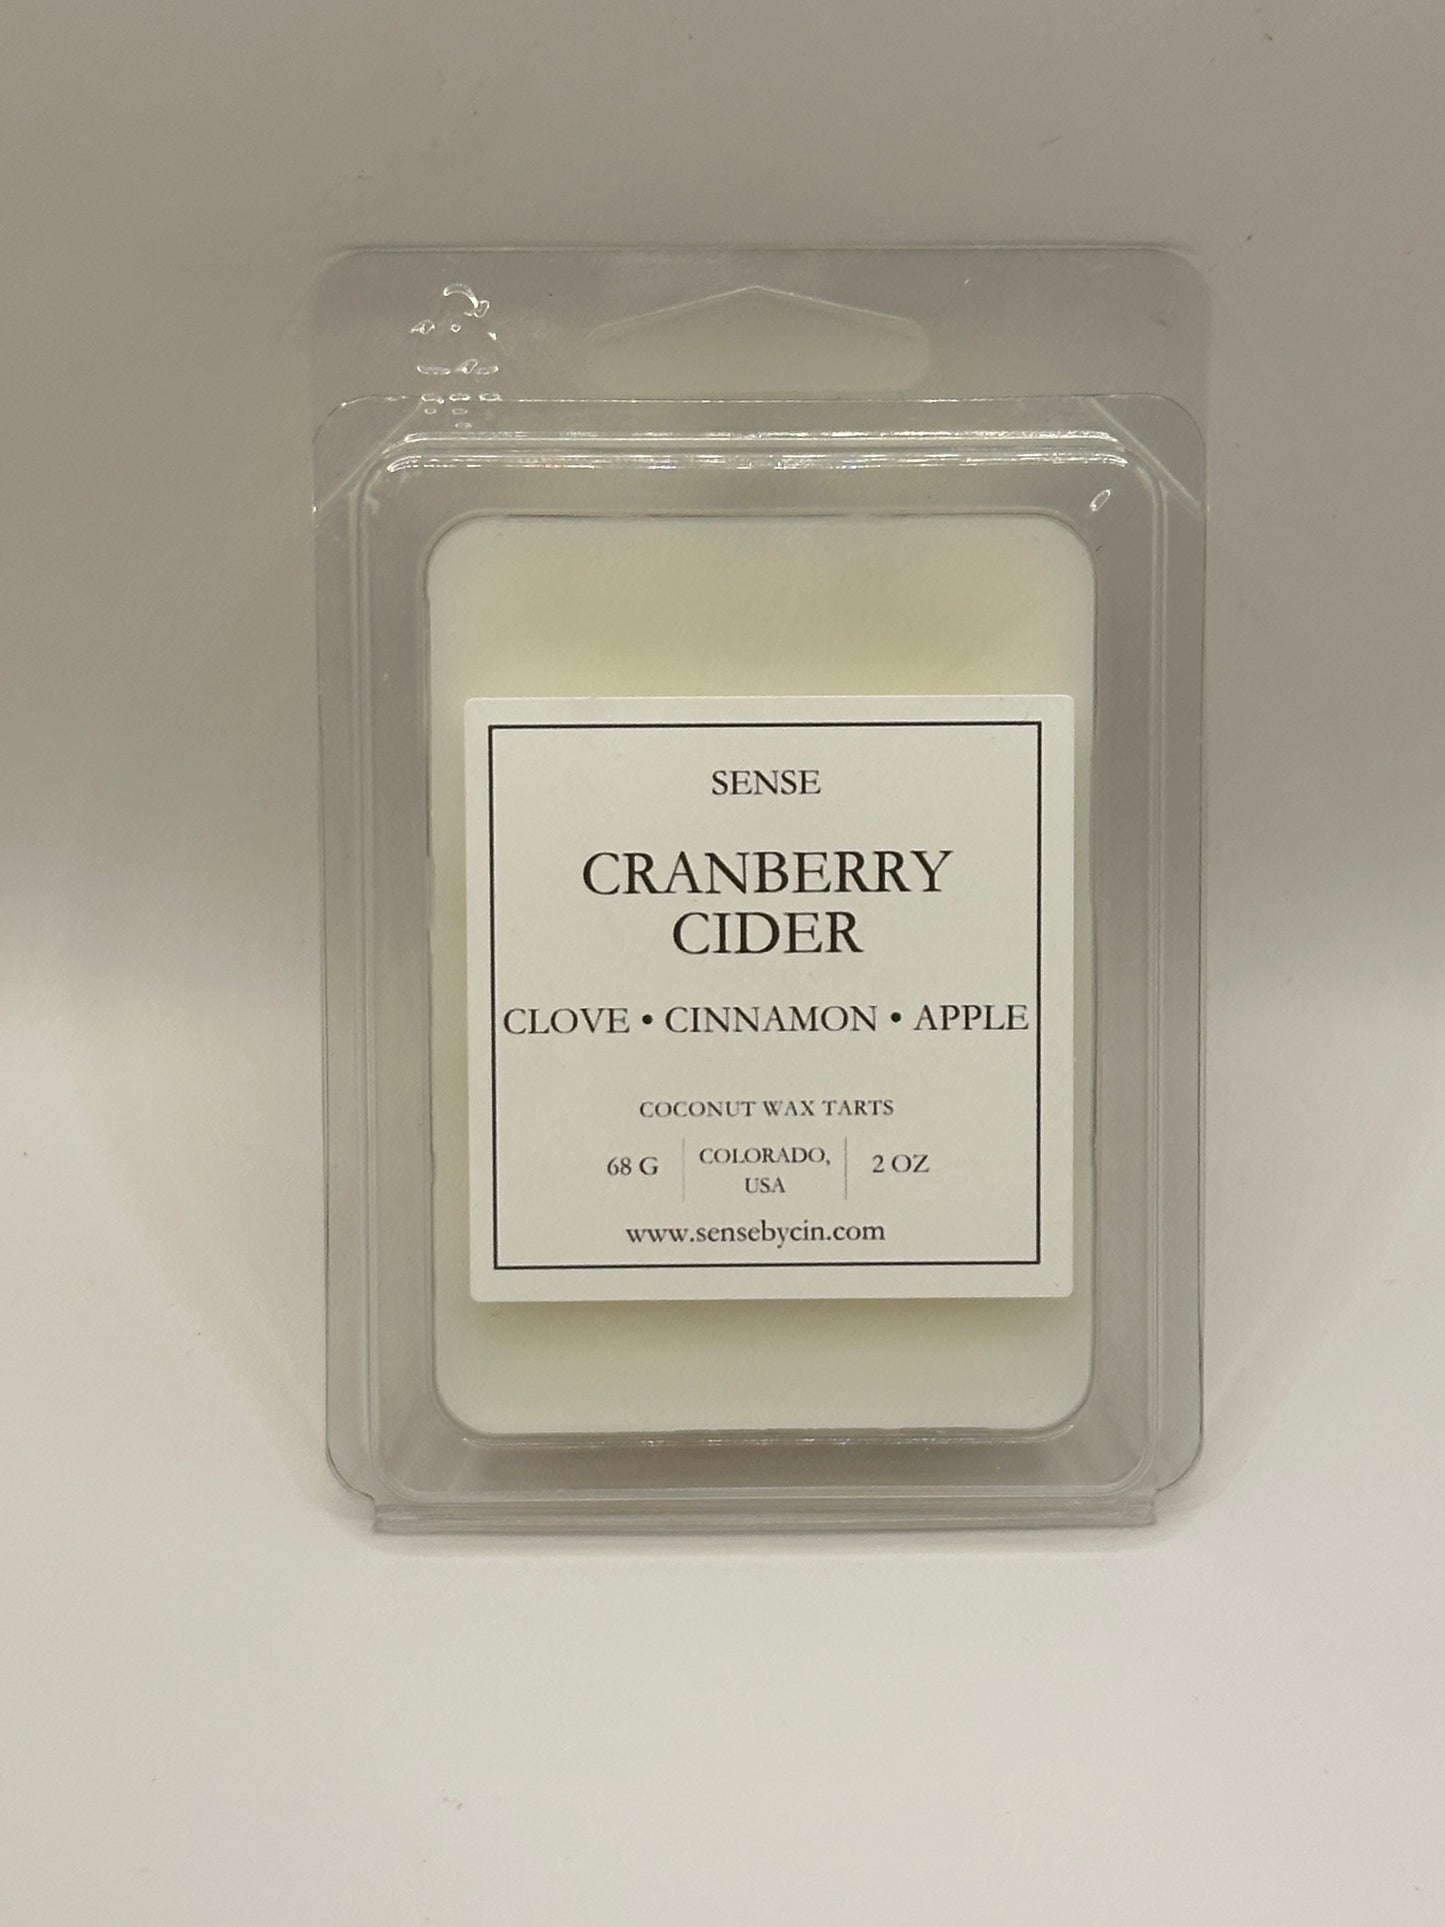 SENSE
CRANBERRY
CIDER
CLOVE • CINNAMON • APPLE
COCONUT WAX TARTS
68 G
COLORADO,
USA
2 OZ
www.sensebycin.com